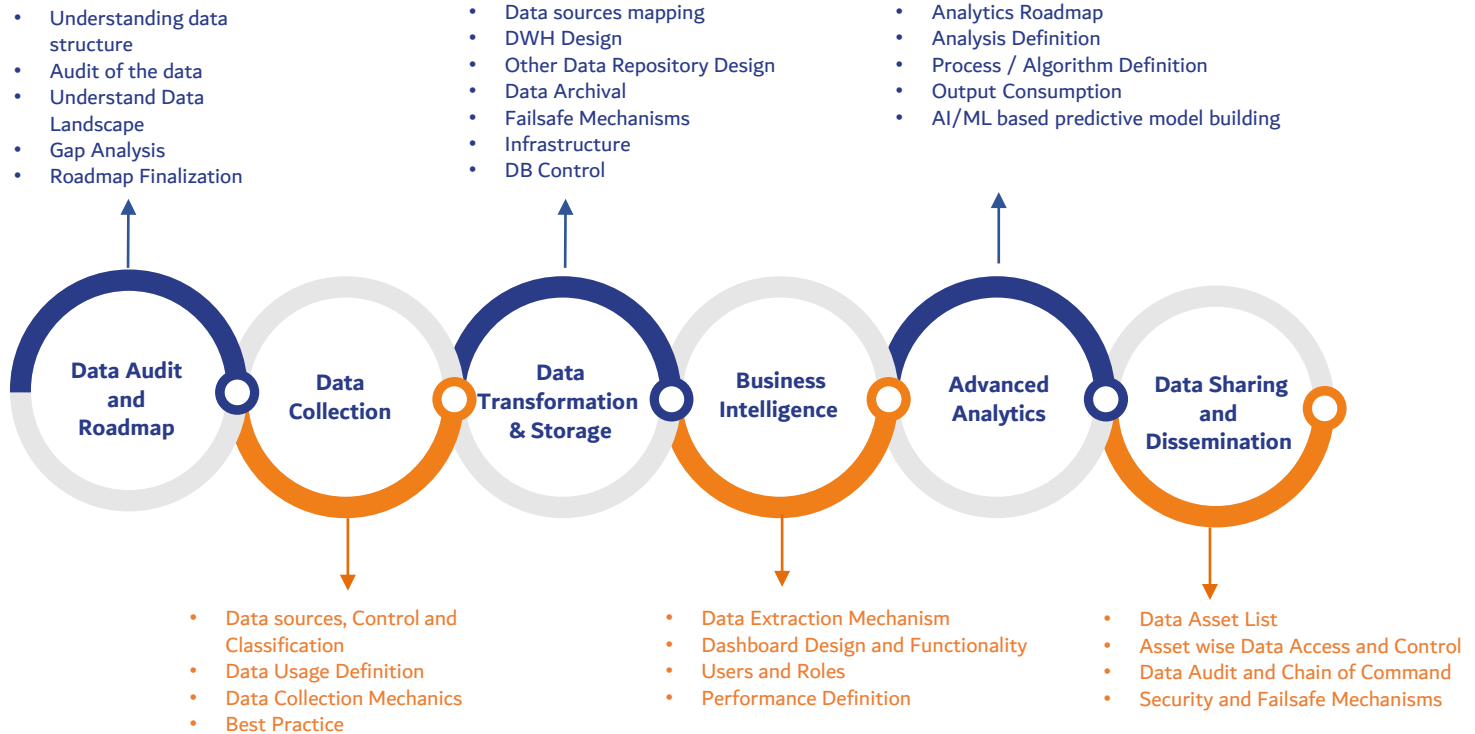 • Understanding data
structure
• Audit of the data
• Understand Data
Landscape
• Gap Analysis
• Roadmap Finalization
• Data sources mapping
• DWH Design
• Other Data Repository Design
• Data Archival
• Failsafe Mechanisms
• Infrastructure
• DB Control
• Analytics Roadmap
• Analysis Definition
• Process / Algorithm Definition
• Output Consumption
• AI/ML based predictive model building
Data Audit
and
Roadmap
Data
Collection
Data
Transformation
& Storage
Business
Intelligence
Advanced
Analytics
Data Sharing
and
Dissemination
• Data sources, Control and
Classification
• Data Usage Definition
• Data Collection Mechanics
• Best Practice
• Data Extraction Mechanism
• Dashboard Design and Functionality
• Users and Roles
• Performance Definition
• Data Asset List
• Asset wise Data Access and Control
• Data Audit and Chain of Command
• Security and Failsafe Mechanisms